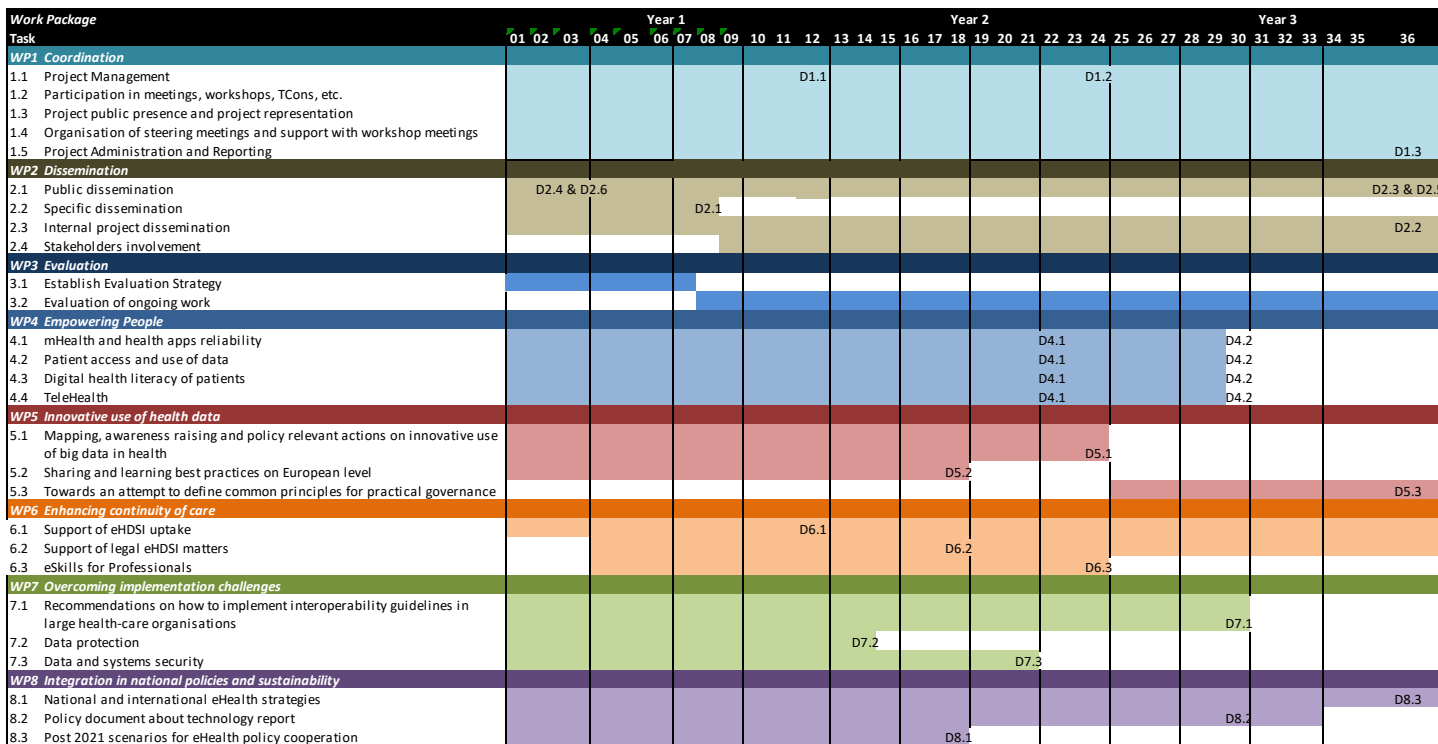 Work Package Year 1 Year 2 Year 3
Task 01 02 03 04 05 06 07 08 09 10 11 12 13 14 15 16 17 18 19 20 21 22 23 24 25 26 27 28 29 30 31 32 33 34 35 36
WP1 Coordination
1.1 Project Management D1.1 D1.2
1.2 Participation in meetings, workshops, TCons, etc.
1.3 Project public presence and project representation
1.4 Organisation of steering meetings and support with workshop meetings
1.5 Project Administration and Reporting D1.3
WP2 Dissemination
2.1 Public dissemination D2.4 & D2.6 D2.3 & D2.5
2.2 Specific dissemination D2.1
2.3 Internal project dissemination D2.2
2.4 Stakeholders involvement
WP3 Evaluation
3.1 Establish Evaluation Strategy
3.2 Evaluation of ongoing work
WP4 Empowering People
4.1 mHealth and health apps reliability D4.1 D4.2
4.2 Patient access and use of data D4.1 D4.2
4.3 Digital health literacy of patients D4.1 D4.2
4.4 TeleHealth D4.1 D4.2
WP5 Innovative use of health data
5.1 Mapping, awareness raising and policy relevant actions on innovative use
of big data in health D5.1
5.2 Sharing and learning best practices on European level D5.2
5.3 Towards an attempt to define common principles for practical governance D5.3
WP6 Enhancing continuity of care
6.1 Support of eHDSI uptake D6.1
6.2 Support of legal eHDSI matters D6.2
6.3 eSkills for Professionals D6.3
WP7 Overcoming implementation challenges
7.1 Recommendations on how to implement interoperability guidelines in
large health-care organisations D7.1
7.2 Data protection D7.2
7.3 Data and systems security D7.3
WP8 Integration in national policies and sustainability
8.1 National and international eHealth strategies D8.3
8.2 Policy document about technology report D8.2
8.3 Post 2021 scenarios for eHealth policy cooperation D8.1